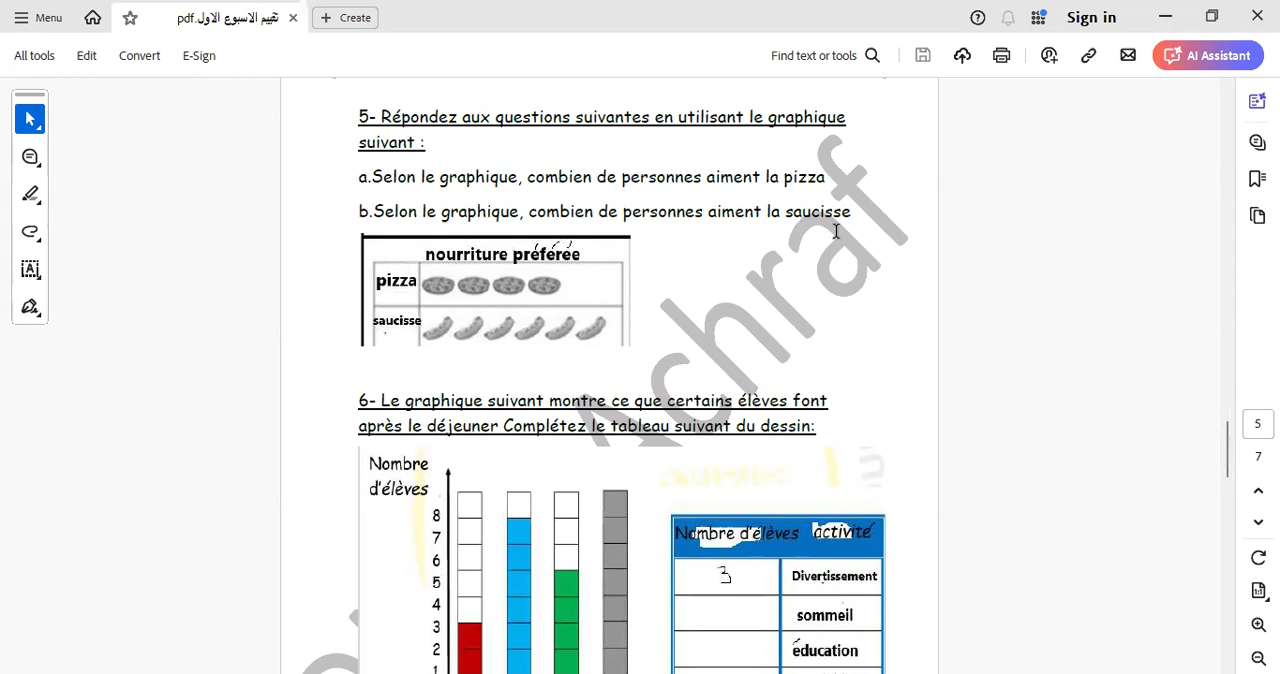 Menu
تقييم الاسبوع الاول.pdf
Create
Sign in
All tools
Edit
Convert
E-Sign
Find text or tools
AI Assistant
5- Répondez aux questions suivantes en utilisant le graphique
suivant :
a.Selon le graphique, combien de personnes aiment la pizza
b.Selon le graphique, combien de personnes aiment la saucisse
nourriture préférée
pizza
saucisse
6- Le graphique suivant montre ce que certains élèves font
après le déjeuner Complétez le tableau suivant du dessin:
Nombre
d'élèves
8
7
6
5
4
3
2
1
Nombre d'élèves activité
3 Divertissement
sommeil
éducation
Achraf
5
7